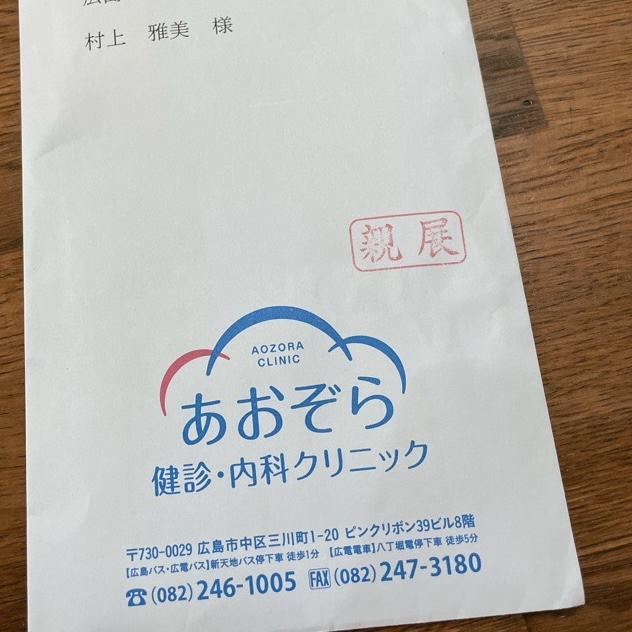 村上 雅美 様
親展
AOZORA
CLINIC
あおぞら
健診・内科クリニック
〒730-0029 広島市中区三川町1-20 ピンクリボン39ビル8階
【広島バス・広電バス】新天地バス停下車 徒歩1分 【広電電車】八丁堀電停下車 徒歩5分
☎(082)246-1005 FAX(082)247-3180